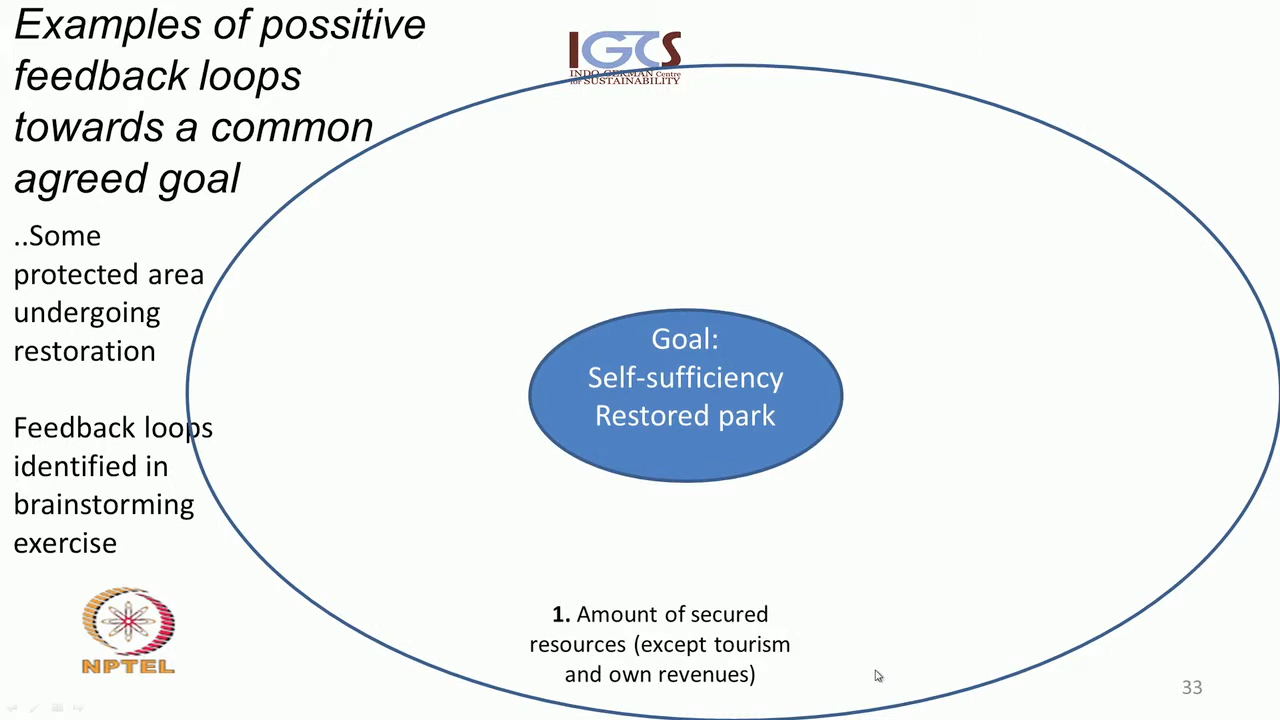 Examples of possitive
feedback loops
towards a common
agreed goal
IGCS
INDO-GERMAN Centre
for SUSTAINABILITY
..Some
protected area
undergoing
restoration
Feedback loops
identified in
brainstorming
exercise
Goal:
Self-sufficiency
Restored park
1. Amount of secured
resources (except tourism
and own revenues)
NPTEL
33